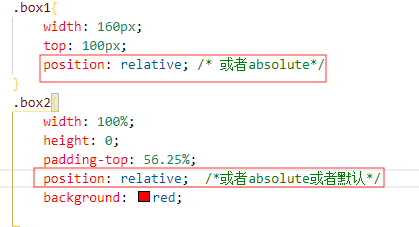 .box1{
width: 160px;
top: 100px;
position: relative; /* 或者absolute*/
}
.box2{
width: 100%;
height: 0;
padding-top: 56.25%;
position: relative; /*或者absolute或者默认*/
background: red;